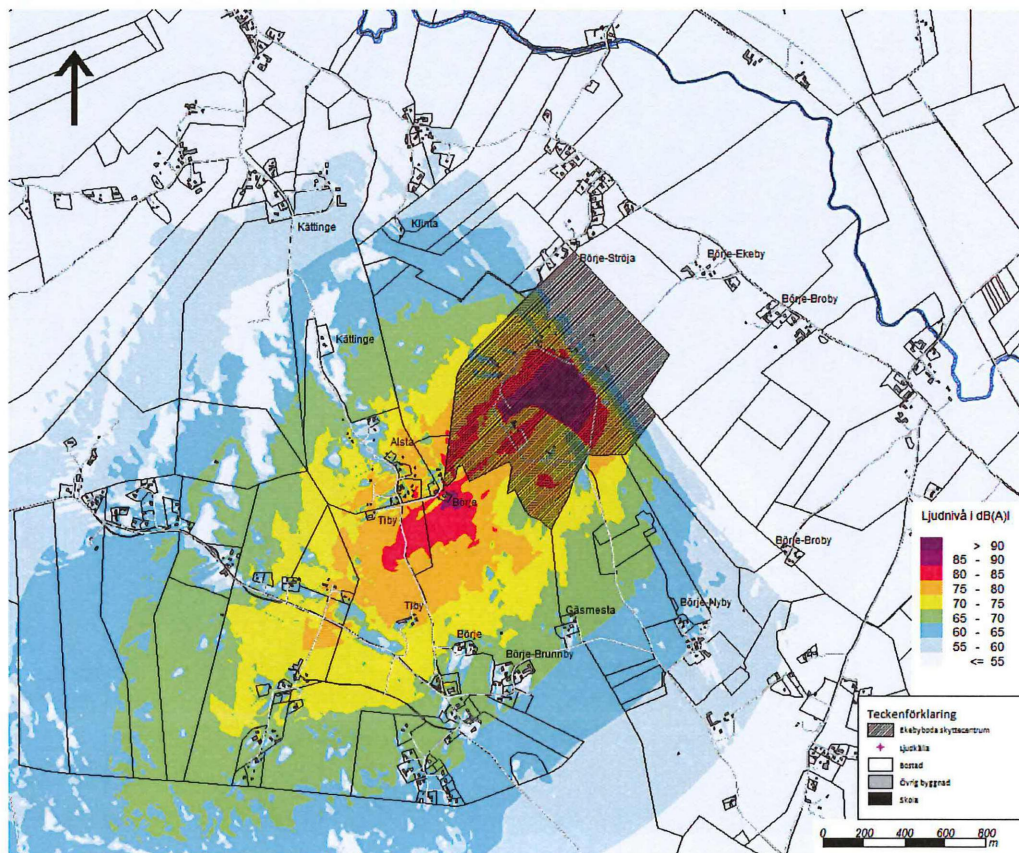 Kättinge
Klinta
Börje-Ströja
Börje-Ekeby
Börje-Broby
Kättinge
Alsta
Börje
Tiby
Börje-Broby
Tiby
Gäsmesta
Börje-Nyby
Börje
Börje-Brunnby
Ljudnivå i dB(A)I
> 90
85 - 90
80 - 85
75 - 80
70 - 75
65 - 70
60 - 65
55 - 60
<= 55
Teckenförklaring
Ekebyboda skyttecentrum
Ljudkälla
Bostad
Övrig byggnad
Skola
0 200 400 600 800
m